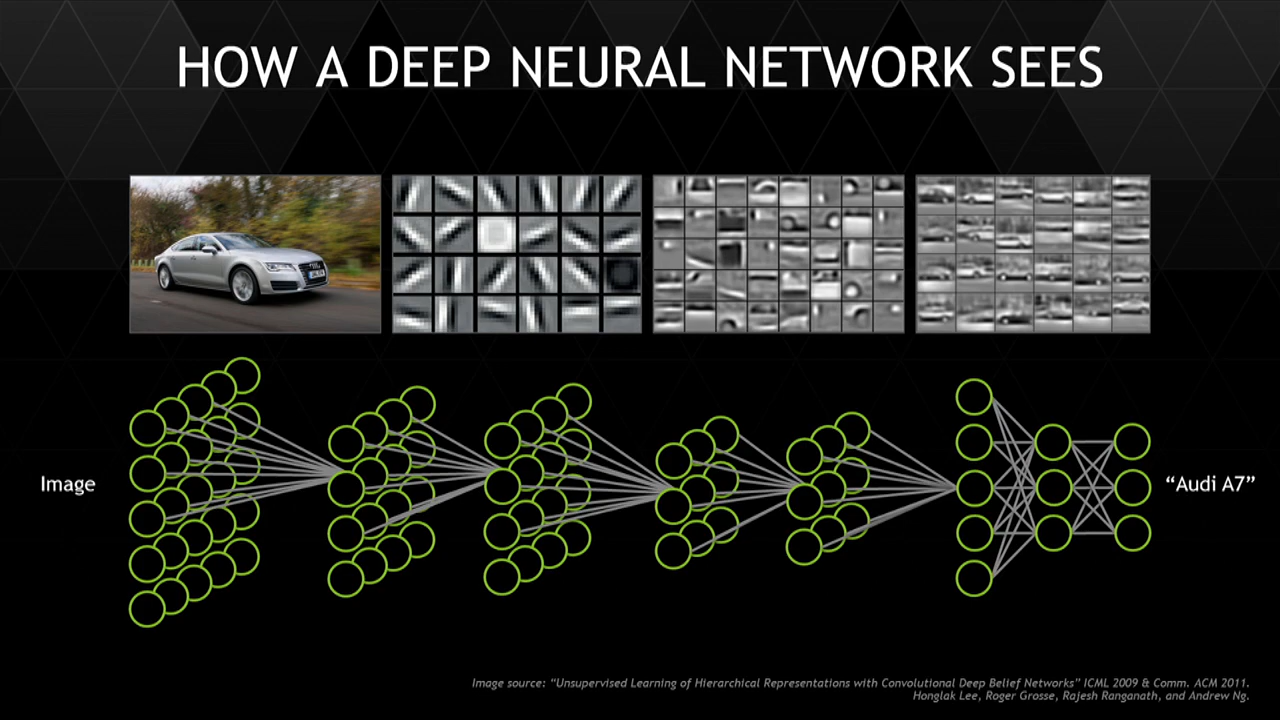 HOW A DEEP NEURAL NETWORK SEES
Image
“Audi A7”
Image source: “Unsupervised Learning of Hierarchical Representations with Convolutional Deep Belief Networks” ICML 2009 & Comm. ACM 2011.
Honglak Lee, Roger Grosse, Rajesh Ranganath, and Andrew Ng.